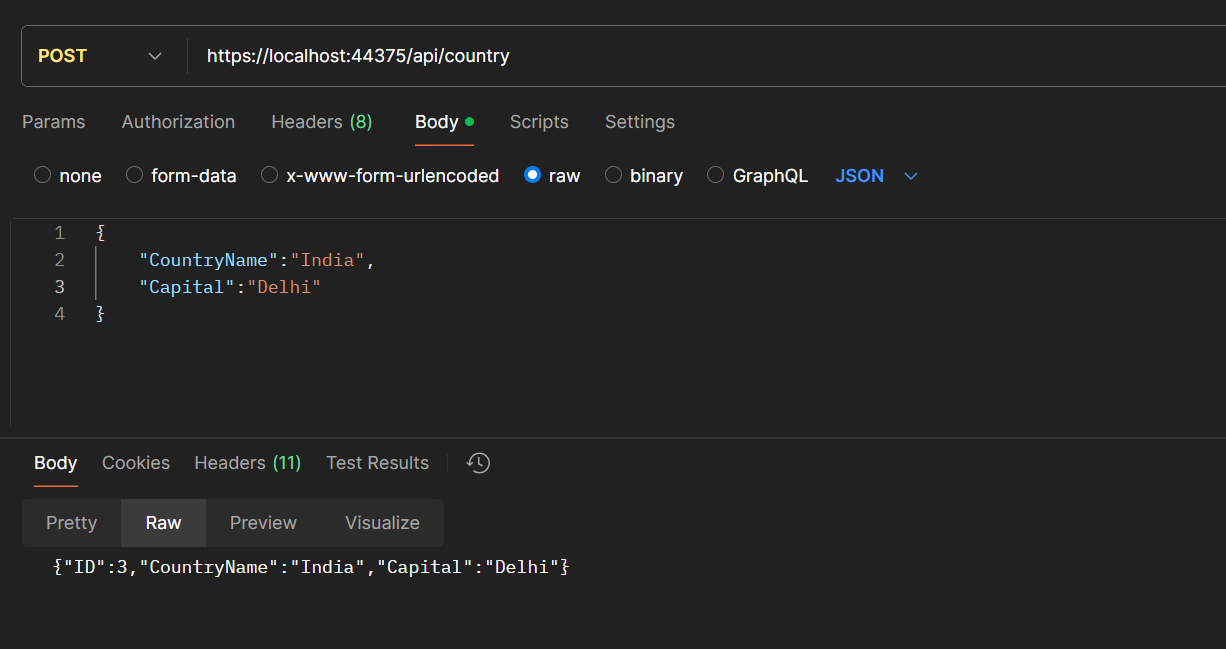 POST https://localhost:44375/api/country
Params Authorization Headers (8) Body Scripts Settings
none form-data x-www-form-urlencoded raw binary GraphQL JSON
1 {
2 "CountryName":"India",
3 "Capital":"Delhi"
4 }
Body Cookies Headers (11) Test Results
Pretty Raw Preview Visualize
{"ID":3,"CountryName":"India","Capital":"Delhi"}